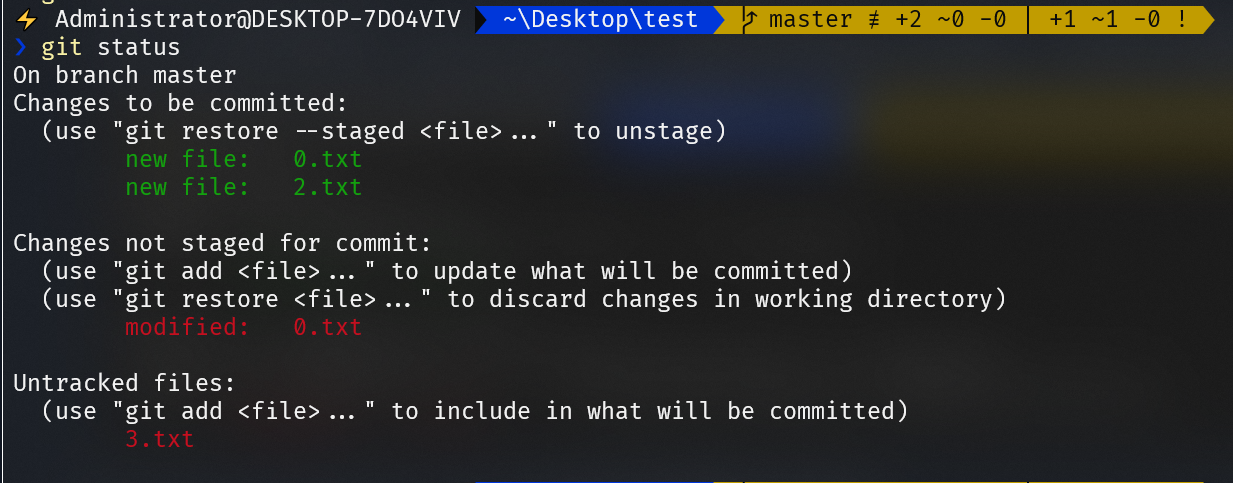 ⚡ Administrator@DESKTOP-7DO4VIV ~\Desktop\test master ≢ +2 ~0 -0 | +1 ~1 -0 !
❯ git status
On branch master
Changes to be committed:
  (use "git restore --staged <file>..." to unstage)
        new file:   0.txt
        new file:   2.txt

Changes not staged for commit:
  (use "git add <file>..." to update what will be committed)
  (use "git restore <file>..." to discard changes in working directory)
        modified:   0.txt

Untracked files:
  (use "git add <file>..." to include in what will be committed)
        3.txt